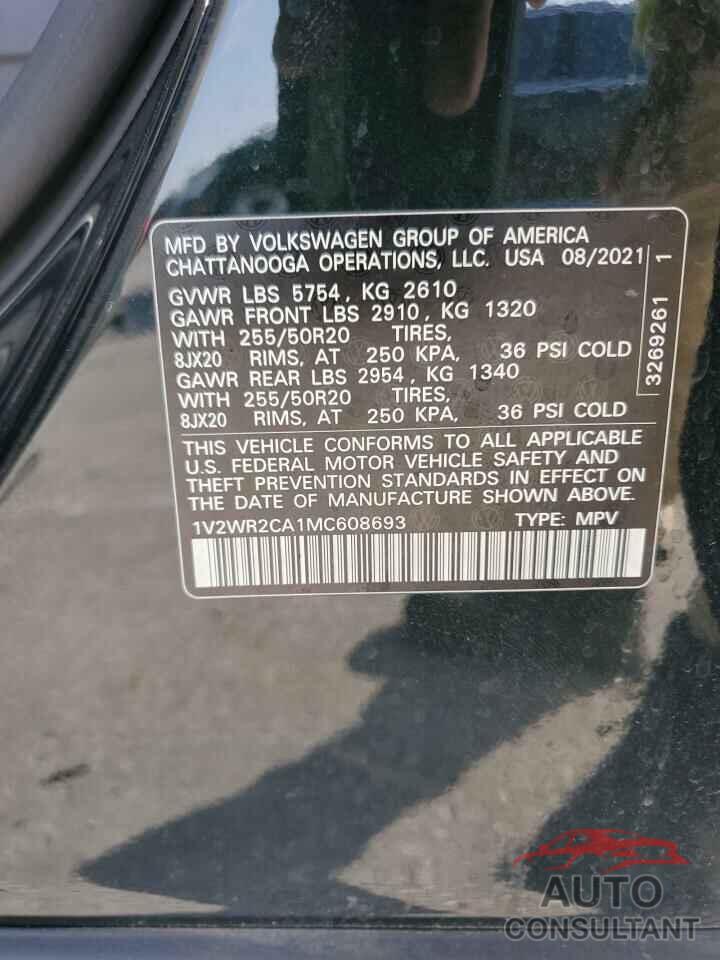 MFD BY VOLKSWAGEN GROUP OF AMERICA
CHATTANOOGA OPERATIONS, LLC. USA 08/2021
GVWR LBS 5754, KG 2610
GAWR FRONT LBS 2910, KG 1320
WITH 255/50R20 TIRES,
8JX20 RIMS, AT 250 KPA, 36 PSI COLD
GAWR REAR LBS 2954, KG 1340
WITH 255/50R20 TIRES,
8JX20 RIMS, AT 250 KPA, 36 PSI COLD
3269261 1
THIS VEHICLE CONFORMS TO ALL APPLICABLE
U.S. FEDERAL MOTOR VEHICLE SAFETY AND
THEFT PREVENTION STANDARDS IN EFFECT ON
THE DATE OF MANUFACTURE SHOWN ABOVE.
1V2WR2CA1MC608693 TYPE: MPV
AUTO
CONSULTANT